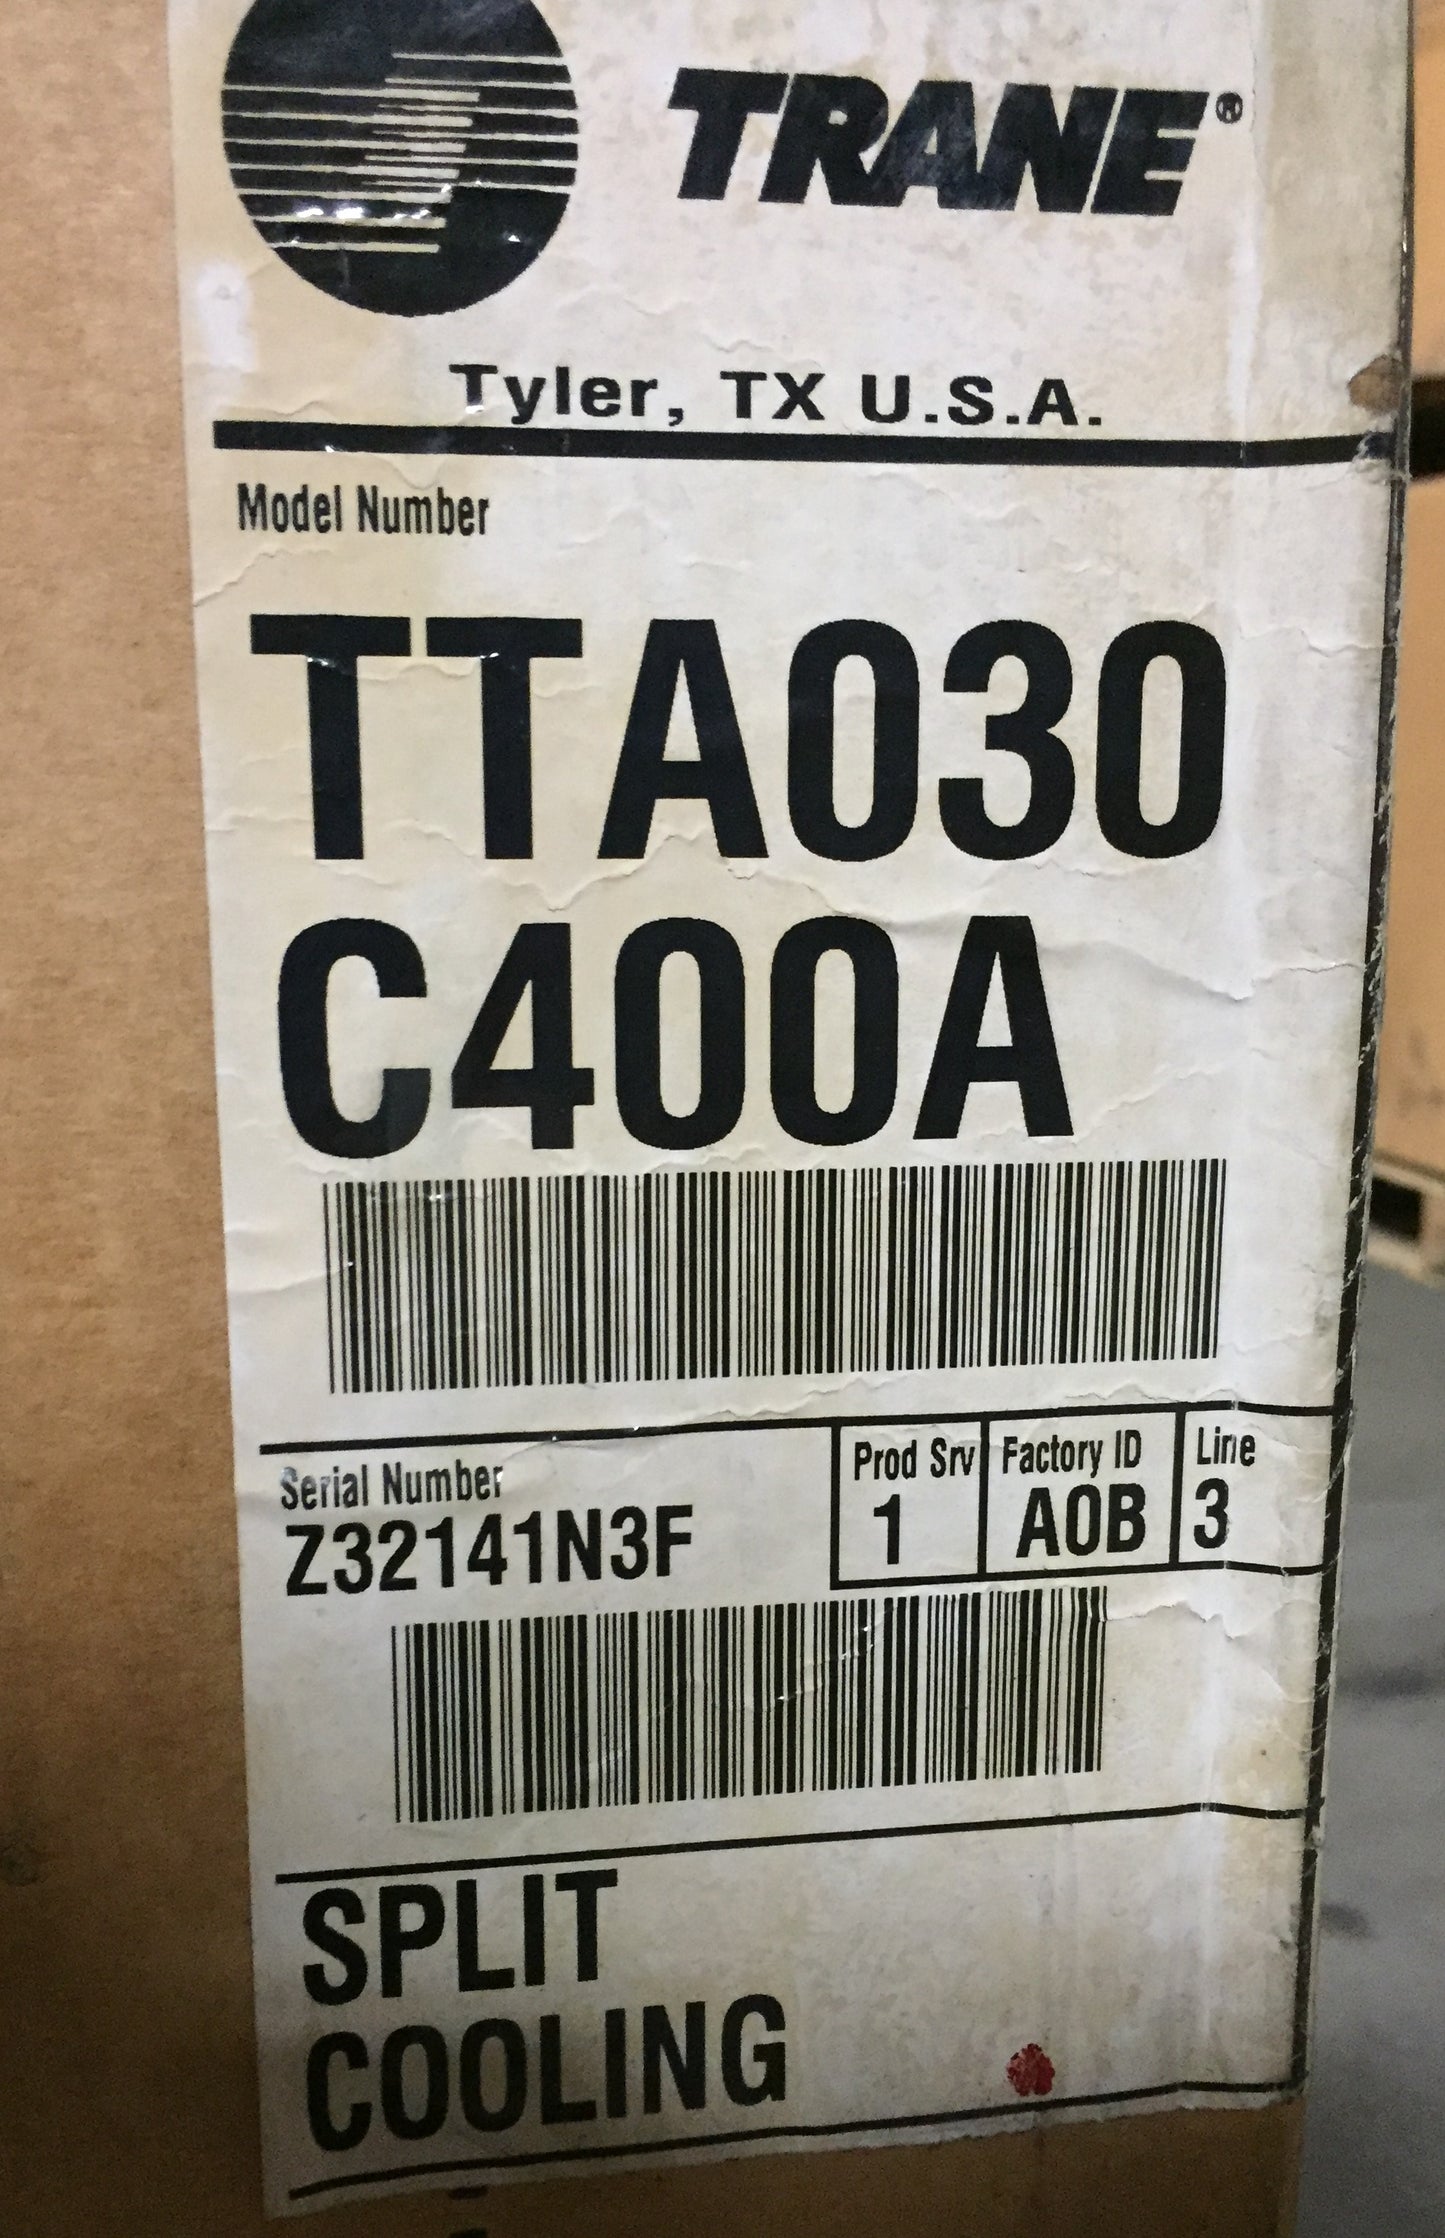 TRANE®
Tyler, TX U.S.A.
Model Number
TTA030
C400A
Serial Number
Z32141N3F
Prod Srv
1
Factory ID
A0B
Line
3
SPLIT
COOLING